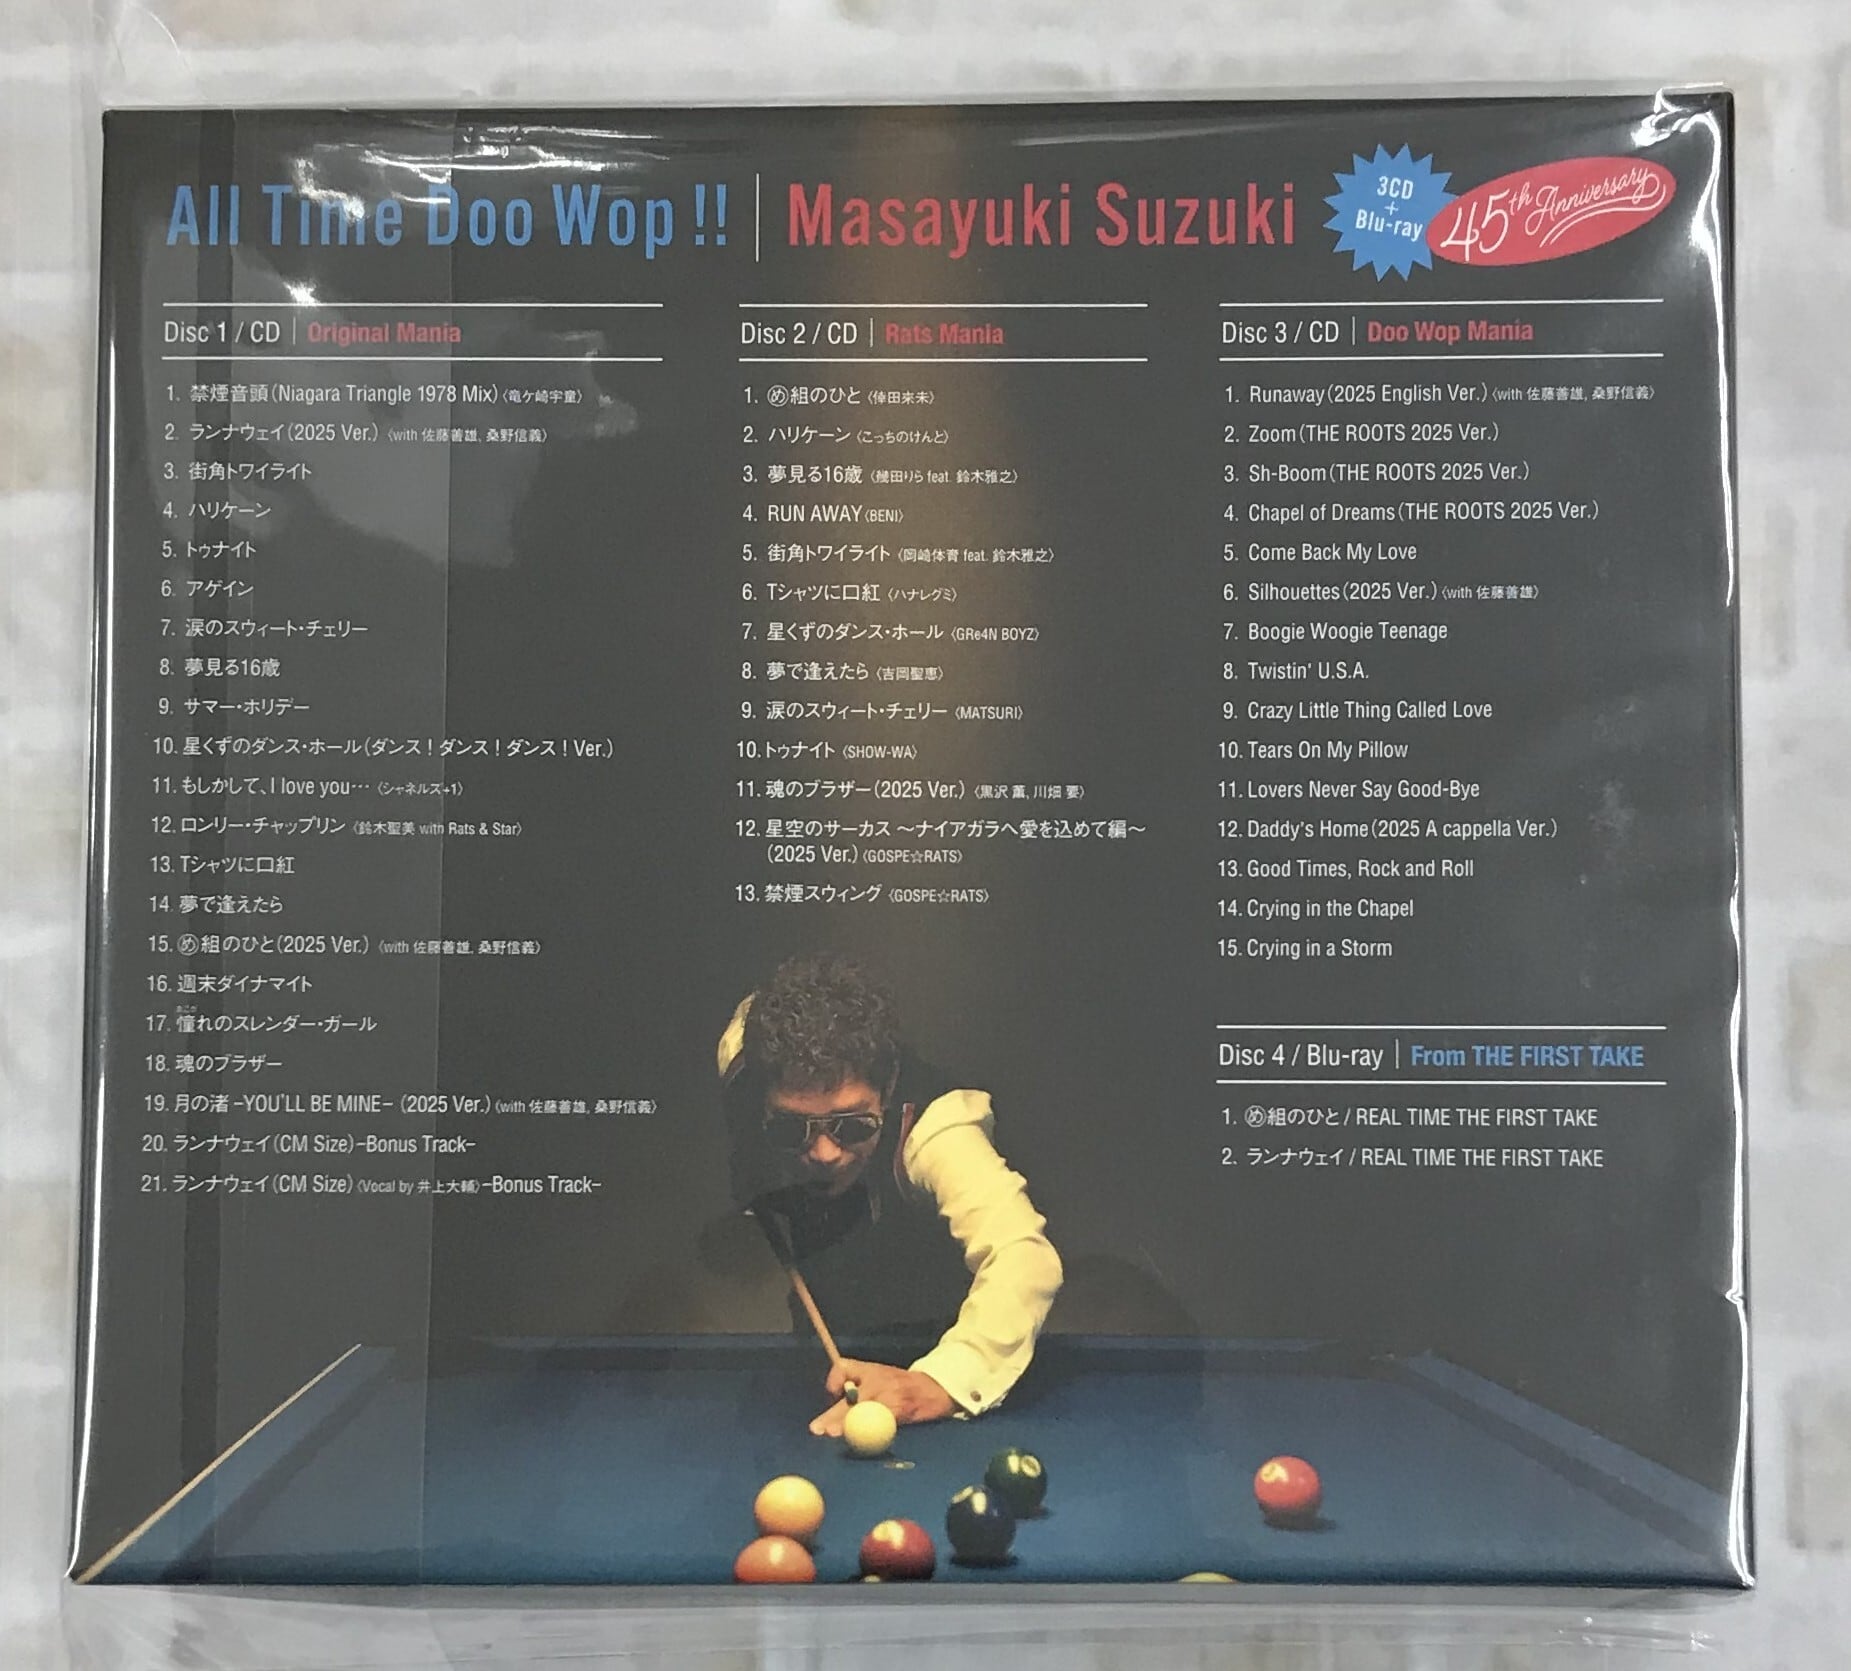 All Time Doo Wop !! | Masayuki Suzuki
3CD
+
Blu-ray
45th Anniversary
Disc 1 / CD | Original Mania
1. 禁煙音頭（Niagara Triangle 1978 Mix）〈竜ケ崎宇童〉
2. ランナウェイ（2025 Ver.）〈with 佐藤善雄, 桑野信義〉
3. 街角トワイライト
4. ハリケーン
5. トゥナイト
6. アゲイン
7. 涙のスウィート・チェリー
8. 夢見る16歳
9. サマー・ホリデー
10. 星くずのダンス・ホール（ダンス！ダンス！ダンス！Ver.）
11. もしかして、I love you…〈シャネルズ+1〉
12. ロンリー・チャップリン〈鈴木聖美 with Rats & Star〉
13. Tシャツに口紅
14. 夢で逢えたら
15. ㋱組のひと（2025 Ver.）〈with 佐藤善雄, 桑野信義〉
16. 週末ダイナマイト
17. 憧れのスレンダー・ガール
18. 魂のブラザー
19. 月の渚 -YOU'LL BE MINE-（2025 Ver.）〈with 佐藤善雄, 桑野信義〉
20. ランナウェイ（CM Size）-Bonus Track-
21. ランナウェイ（CM Size）〈Vocal by 井上大輔〉-Bonus Track-
Disc 2 / CD | Rats Mania
1. ㋱組のひと〈倖田來未〉
2. ハリケーン〈こっちのけんと〉
3. 夢見る16歳〈幾田りら feat. 鈴木雅之〉
4. RUN AWAY〈BENI〉
5. 街角トワイライト〈岡崎体育 feat. 鈴木雅之〉
6. Tシャツに口紅〈ハナレグミ〉
7. 星くずのダンス・ホール〈GRe4N BOYZ〉
8. 夢で逢えたら〈吉岡聖恵〉
9. 涙のスウィート・チェリー〈MATSURI〉
10. トゥナイト〈SHOW-WA〉
11. 魂のブラザー（2025 Ver.）〈黒沢 薫, 川畑 要〉
12. 星空のサーカス ～ナイアガラへ愛を込めて編～
（2025 Ver.）〈GOSPE☆RATS〉
13. 禁煙スウィング〈GOSPE☆RATS〉
Disc 3 / CD | Doo Wop Mania
1. Runaway（2025 English Ver.）〈with 佐藤善雄, 桑野信義〉
2. Zoom（THE ROOTS 2025 Ver.）
3. Sh-Boom（THE ROOTS 2025 Ver.）
4. Chapel of Dreams（THE ROOTS 2025 Ver.）
5. Come Back My Love
6. Silhouettes（2025 Ver.）〈with 佐藤善雄〉
7. Boogie Woogie Teenage
8. Twistin' U.S.A.
9. Crazy Little Thing Called Love
10. Tears On My Pillow
11. Lovers Never Say Good-Bye
12. Daddy's Home（2025 A cappella Ver.）
13. Good Times, Rock and Roll
14. Crying in the Chapel
15. Crying in a Storm
Disc 4 / Blu-ray | From THE FIRST TAKE
1. ㋱組のひと / REAL TIME THE FIRST TAKE
2. ランナウェイ / REAL TIME THE FIRST TAKE